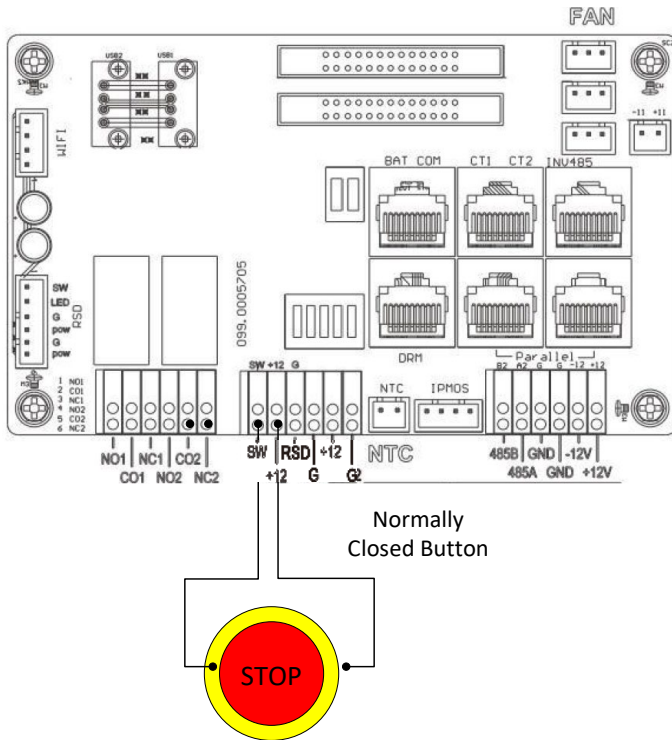 FAN
USB2 USB1
-11 +11
WIFI
BAT COM CT1 CT2 INV485
SW
LED
G
pow
G
pow
RSD
099.0005705
DRM
Parallel
1 NO1
2 CO1
3 NC1
4 NO2
5 CO2
6 NC2
SW +12 G
NTC IPMOS
B2 A2 G G -12 +12
NO1 NC1 CO2
CO1 NO2 NC2
SW RSD +12
+12 G G2
NTC
485B GND -12V
485A GND +12V
Normally
Closed Button
STOP